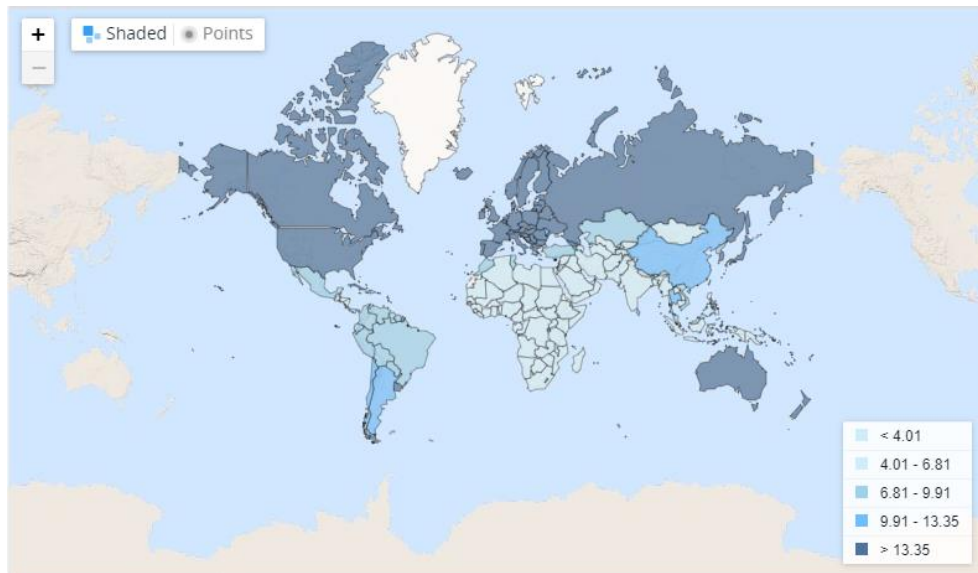 +
Shaded Points
−
< 4.01
4.01 - 6.81
6.81 - 9.91
9.91 - 13.35
> 13.35